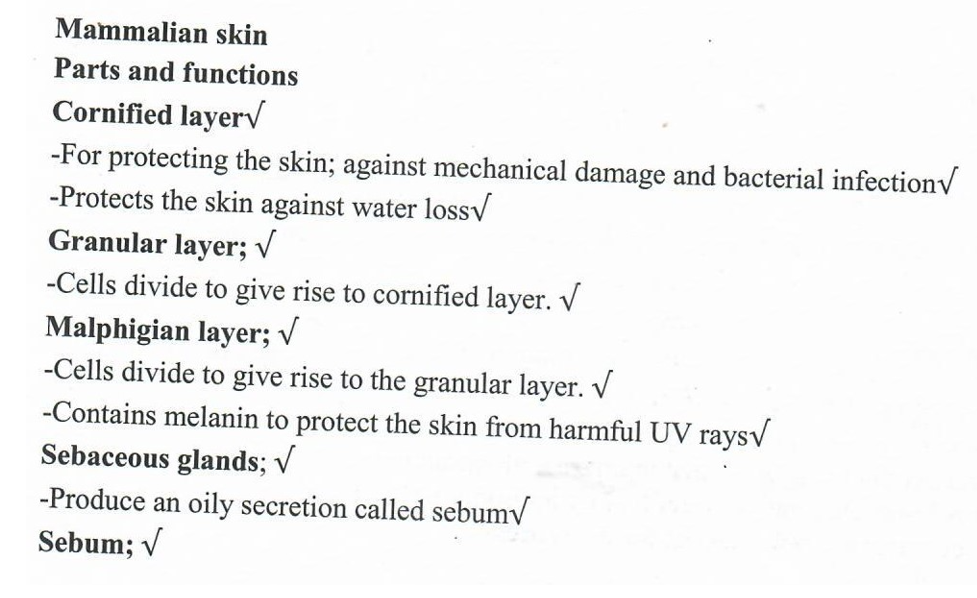 Mammalian skin
Parts and functions
Cornified layer√
-For protecting the skin; against mechanical damage and bacterial infection√
-Protects the skin against water loss√
Granular layer; √
-Cells divide to give rise to cornified layer. √
Malphigian layer; √
-Cells divide to give rise to the granular layer. √
-Contains melanin to protect the skin from harmful UV rays√
Sebaceous glands; √
-Produce an oily secretion called sebum√
Sebum; √